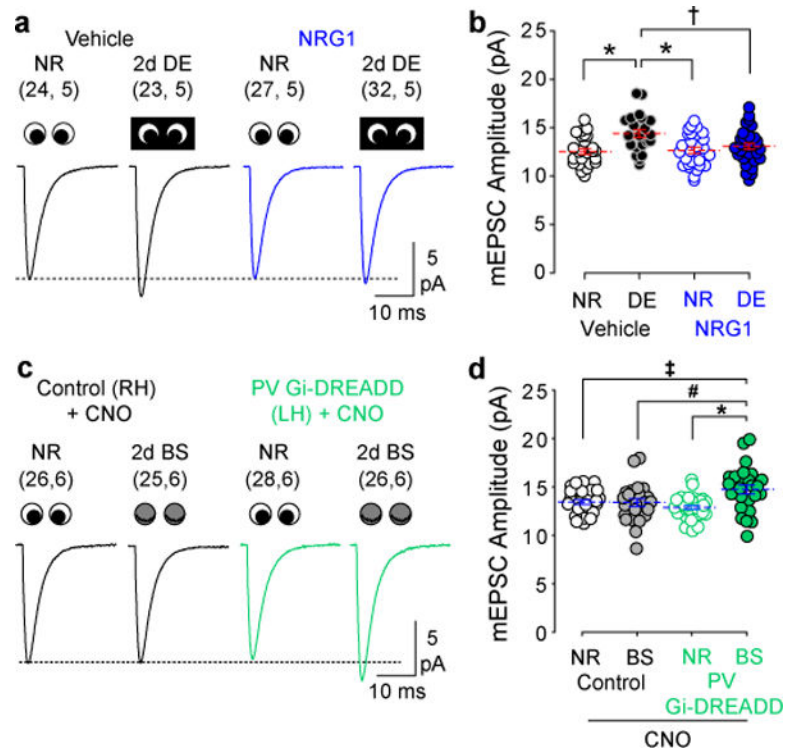 a
Vehicle NRG1
NR 2d DE NR 2d DE
(24, 5) (23, 5) (27, 5) (32, 5)
5
pA
10 ms
b
mEPSC Amplitude (pA)
25
20
15
10
5
0
* * †
NR DE NR DE
Vehicle NRG1
c
Control (RH) PV Gi-DREADD
+ CNO (LH) + CNO
NR 2d BS NR 2d BS
(26,6) (25,6) (28,6) (26,6)
5
pA
10 ms
d
mEPSC Amplitude (pA)
25
20
15
10
5
0
‡
#
*
NR BS NR BS
Control PV
Gi-DREADD
CNO